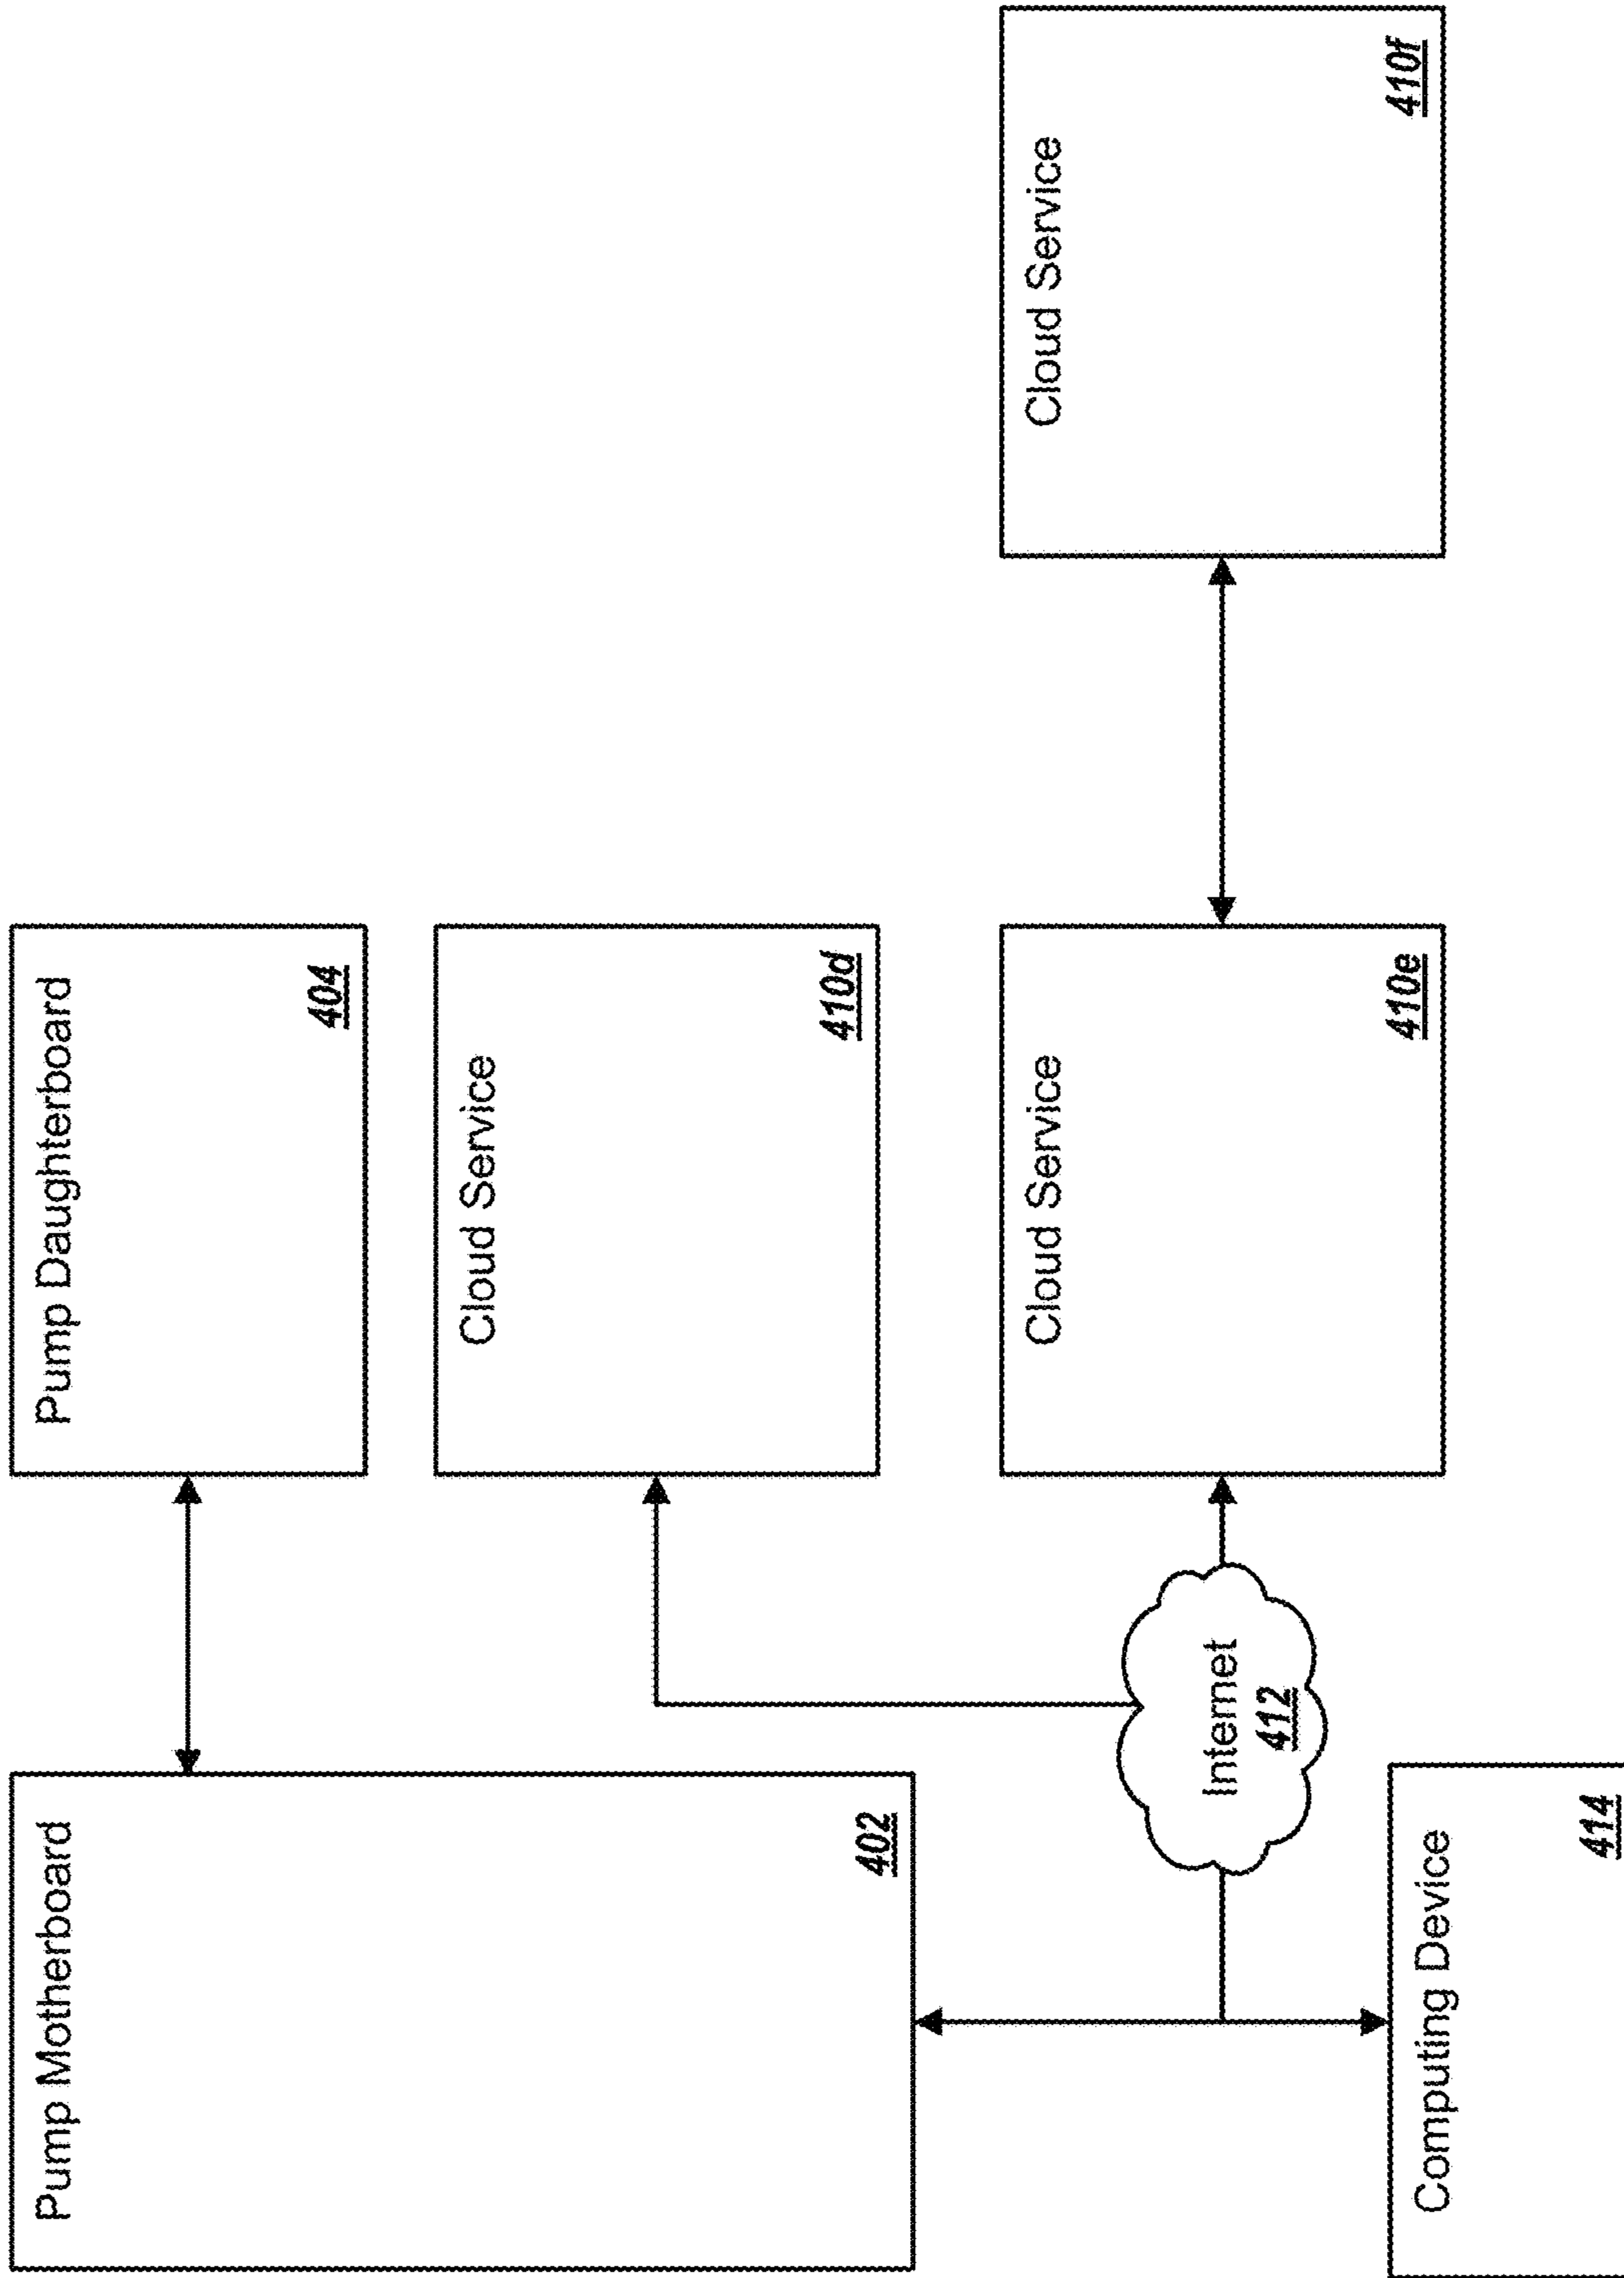 Pump Motherboard
402
Pump Daughterboard
404
Cloud Service
410d
Internet
412
Cloud Service
410e
Cloud Service
410f
Computing Device
414